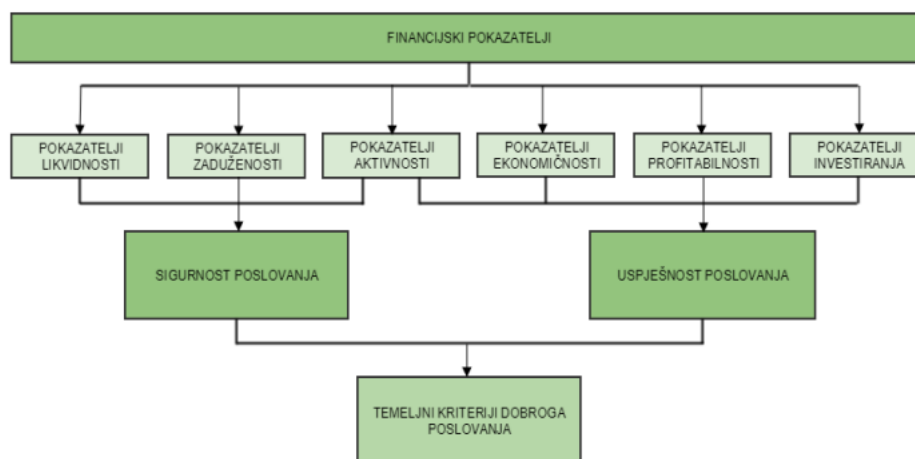 FINANCIJSKI POKAZATELJI
POKAZATELJI
LIKVIDNOSTI
POKAZATELJI
ZADUŽENOSTI
POKAZATELJI
AKTIVNOSTI
POKAZATELJI
EKONOMIČNOSTI
POKAZATELJI
PROFITABILNOSTI
POKAZATELJI
INVESTIRANJA
SIGURNOST POSLOVANJA
USPJEŠNOST POSLOVANJA
TEMELJNI KRITERIJI DOBROGA
POSLOVANJA